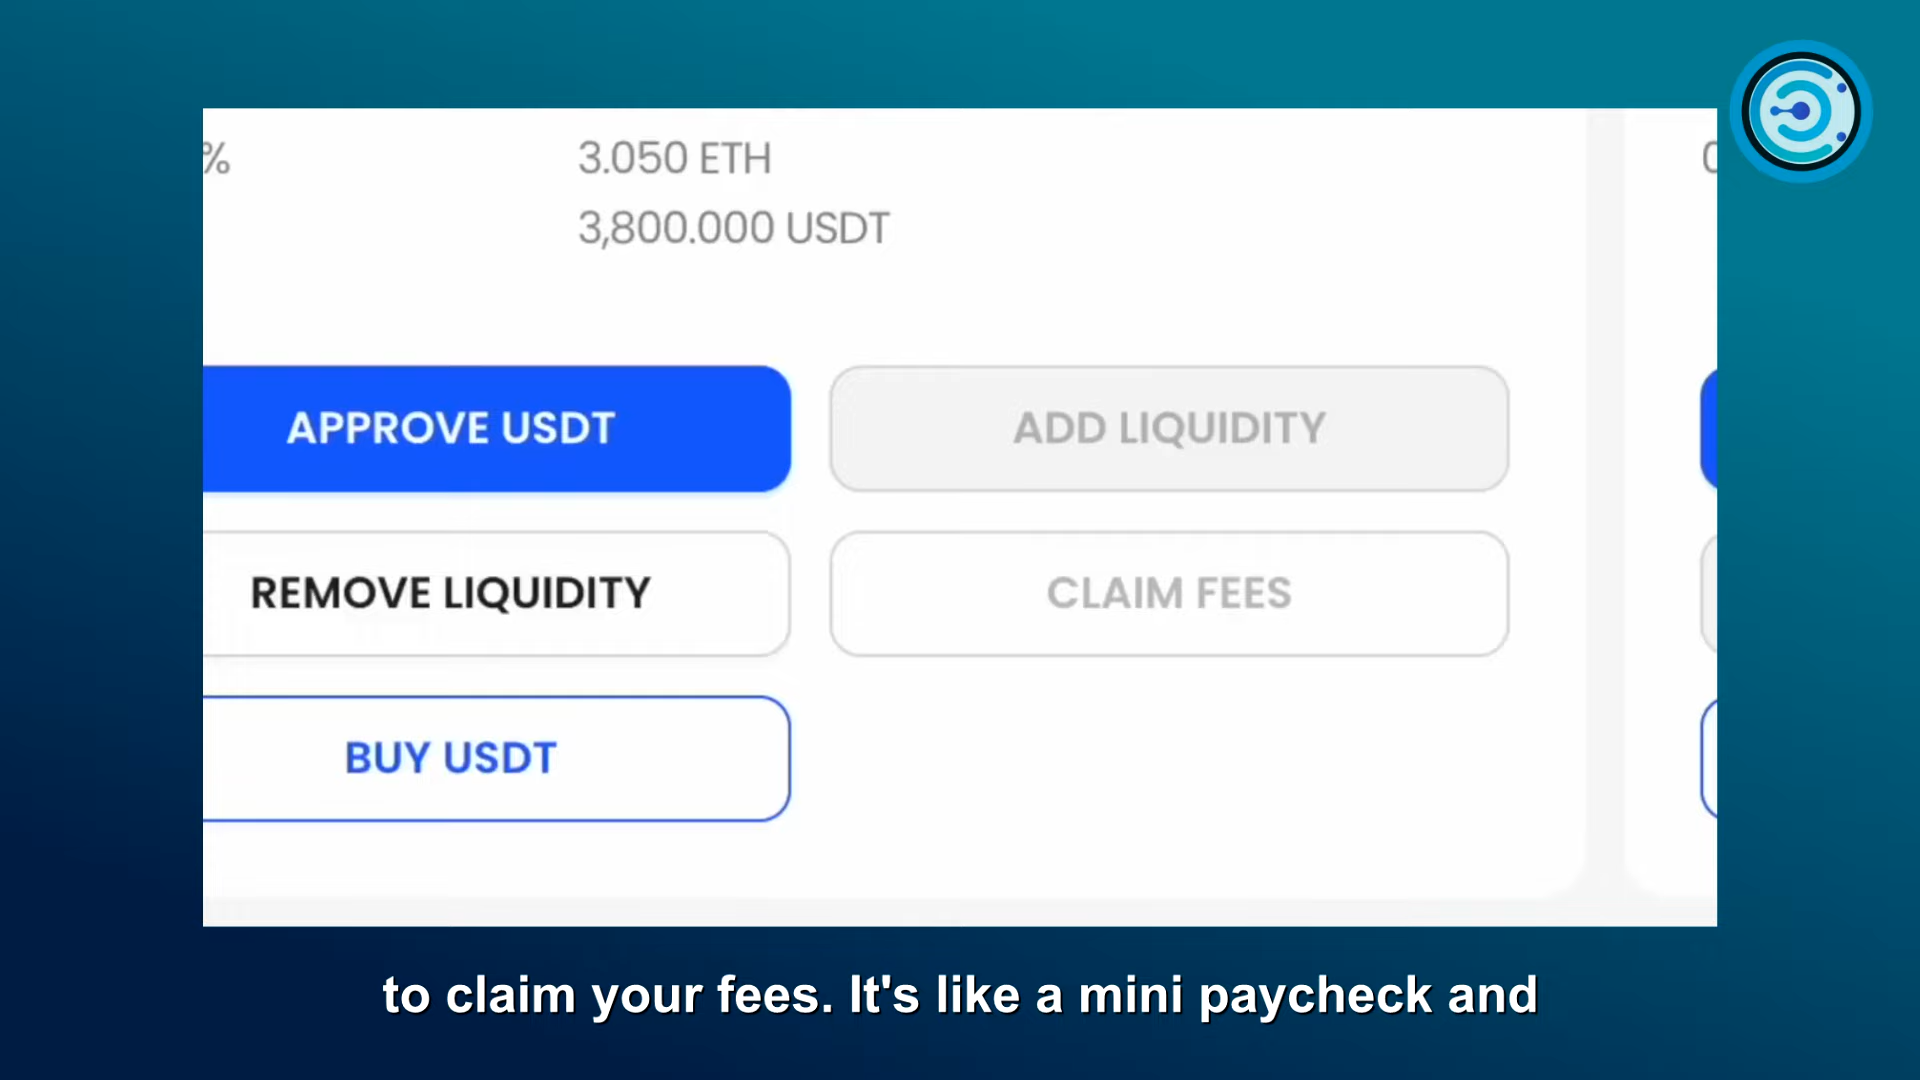 %
3.050 ETH
3,800.000 USDT
APPROVE USDT
ADD LIQUIDITY
REMOVE LIQUIDITY
CLAIM FEES
BUY USDT
to claim your fees. It's like a mini paycheck and